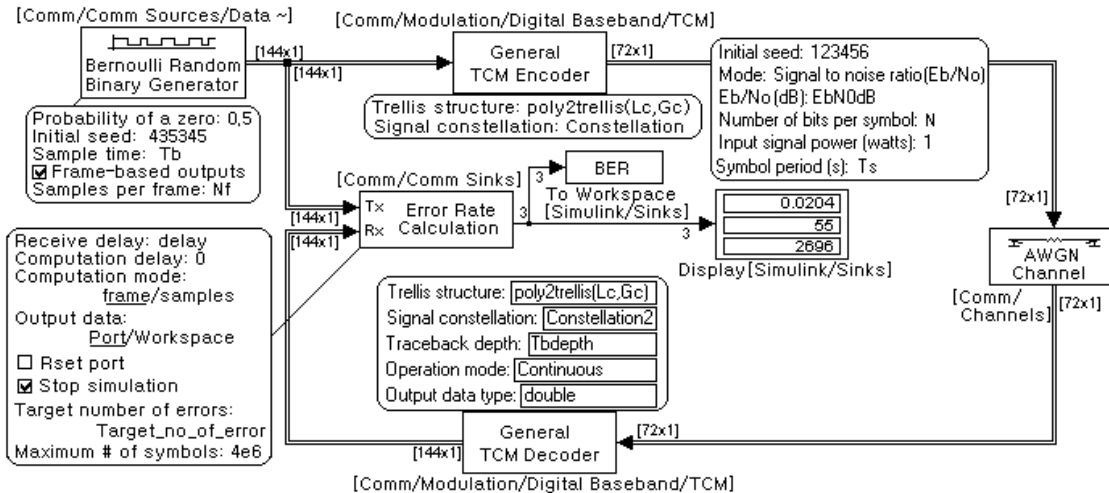 [Comm/Comm Sources/Data ~]
Bernoulli Random
Binary Generator
[144x1]
[144x1]
Probability of a zero: 0,5
Initial seed: 435345
Sample time: Tb
Frame-based outputs
Samples per frame: Nf
[Comm/Modulation/Digital Baseband/TCM]
General
TCM Encoder
[72x1]
Trellis structure: poly2trellis(Lc,Gc)
Signal constellation: Constellation
Initial seed: 123456
Mode: Signal to noise ratio(Eb/No)
Eb/No(dB): EbN0dB
Number of bits per symbol: N
Input signal power (watts): 1
Symbol period (s): Ts
[72x1]
AWGN
Channel
[Comm/
Channels]
[72x1]
[Comm/Comm Sinks]
Tx
Rx
Error Rate
Calculation
[144x1]
[144x1]
3
3
BER
To Workspace
[Simulink/Sinks]
3
0.0204
55
2696
Display[Simulink/Sinks]
Receive delay: delay
Computation delay: 0
Computation mode:
frame/samples
Output data:
Port/Workspace
Rset port
Stop simulation
Target number of errors:
Target_no_of_error
Maximum # of symbols: 4e6
Trellis structure: poly2trellis(Lc,Gc)
Signal constellation: Constellation2
Traceback depth: Tbdepth
Operation mode: Continuous
Output data type: double
[144x1]
General
TCM Decoder
[72x1]
[Comm/Modulation/Digital Baseband/TCM]